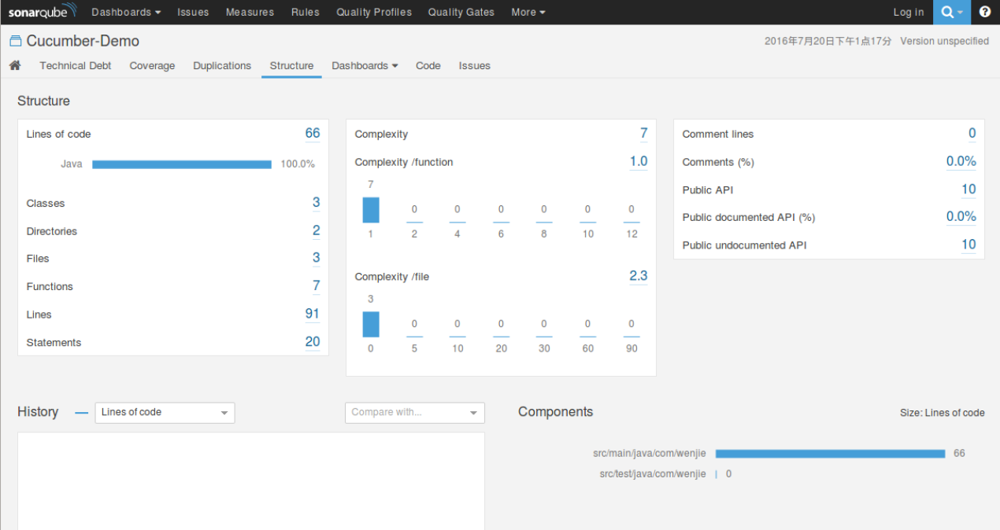 sonarqube Dashboards Issues Measures Rules Quality Profiles Quality Gates More Log in
Cucumber-Demo 2016年7月20日下午1点17分 Version unspecified
Technical Debt Coverage Duplications Structure Dashboards Code Issues
Structure
Lines of code 66
Java 100.0%
Classes 3
Directories 2
Files 3
Functions 7
Lines 91
Statements 20
Complexity 7
Complexity /function 1.0
7 0 0 0 0 0 0
1 2 4 6 8 10 12
Complexity /file 2.3
3 0 0 0 0 0 0
0 5 10 20 30 60 90
Comment lines 0
Comments (%) 0.0%
Public API 10
Public documented API (%) 0.0%
Public undocumented API 10
History Lines of code Compare with...
Components Size: Lines of code
src/main/java/com/wenjie 66
src/test/java/com/wenjie 0